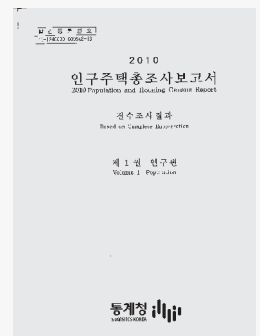 2010
인구주택총조사보고서
2010 Population and Housing Census Report
전수조사결과
Based on Complete Enumeration
제 1 권 인구편
Volume 1 Population
통계청
STATISTICS KOREA